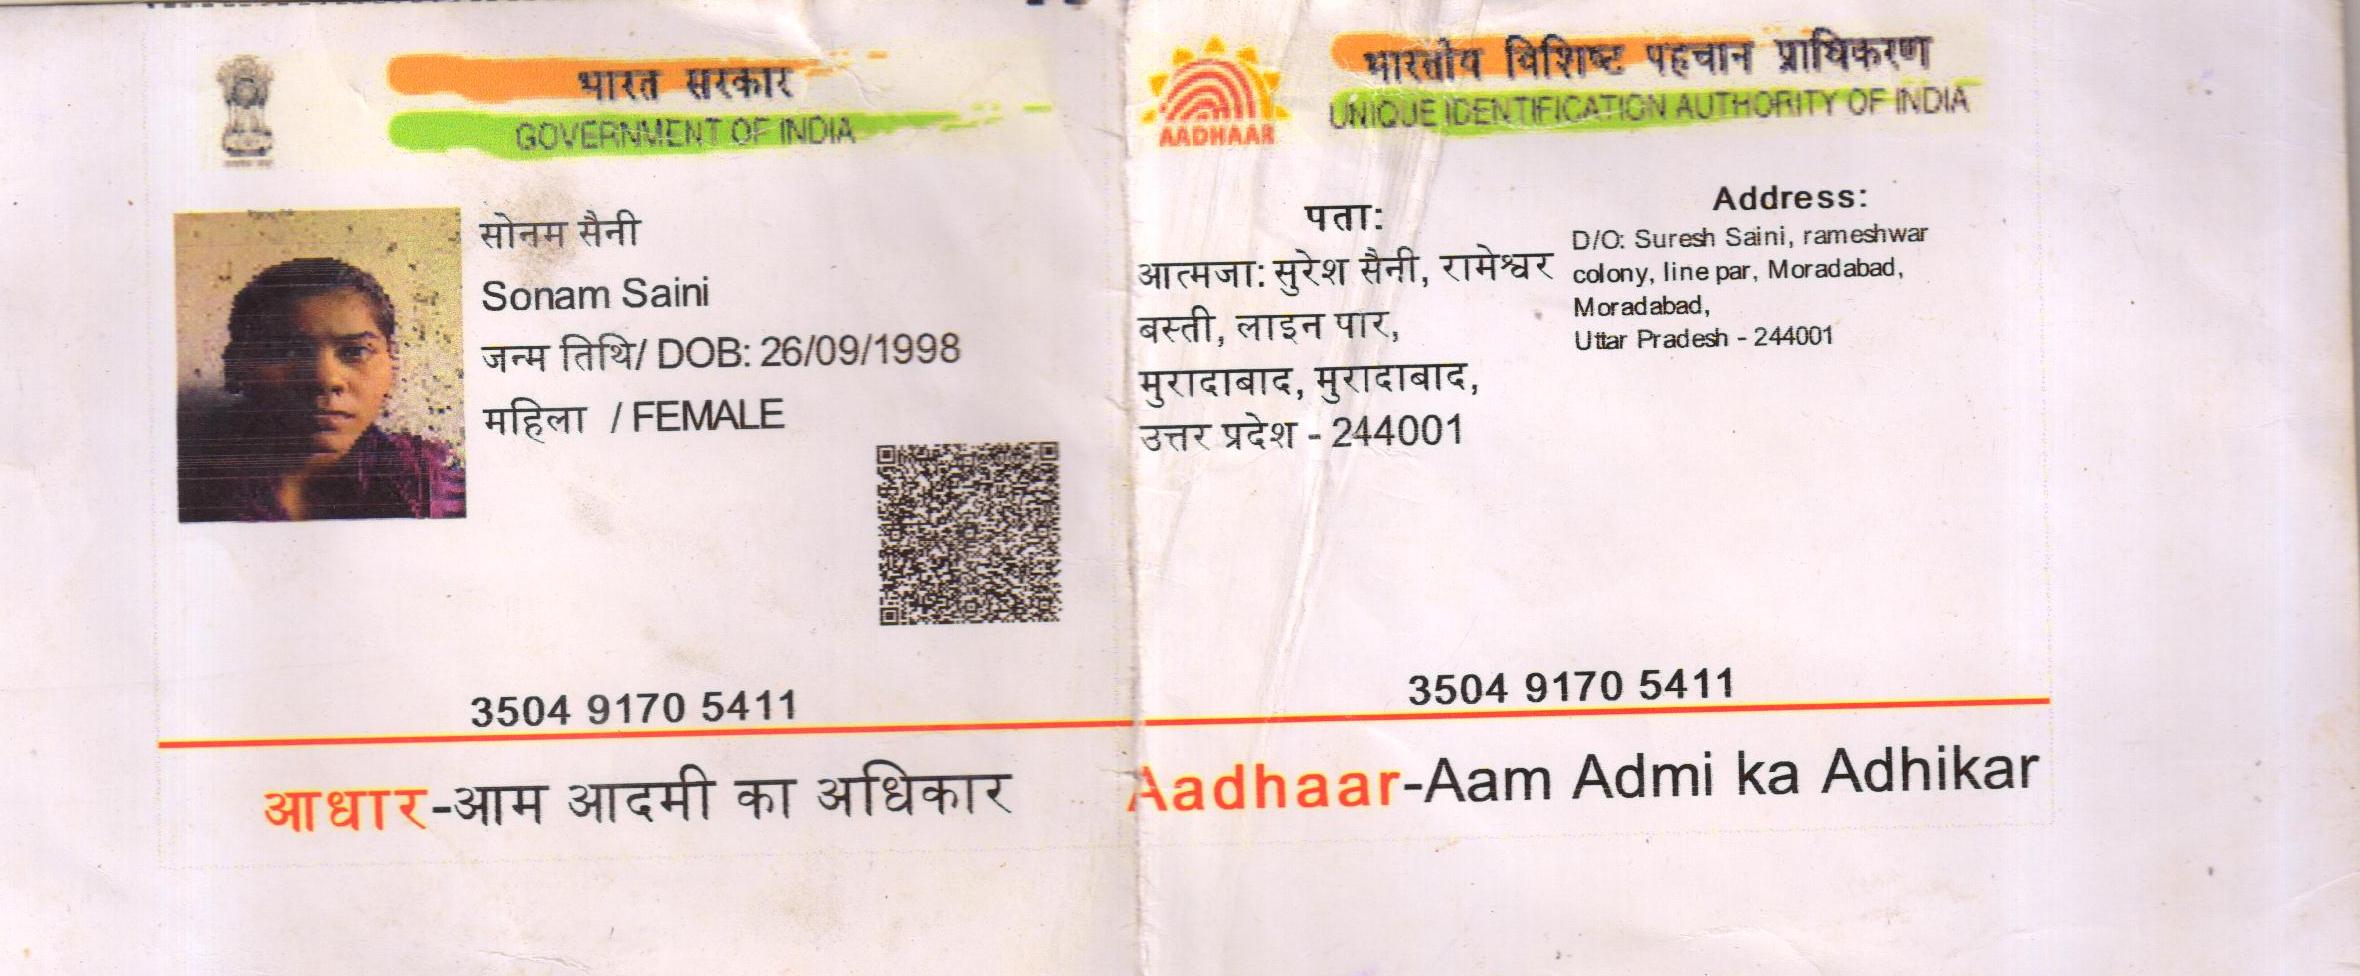 भारत सरकार
GOVERNMENT OF INDIA
सोनम सैनी
Sonam Saini
जन्म तिथि/ DOB: 26/09/1998
महिला / FEMALE
3504 9170 5411
आधार-आम आदमी का अधिकार
भारतीय विशिष्ट पहचान प्राधिकरण
UNIQUE IDENTIFICATION AUTHORITY OF INDIA
AADHAAR
पता:
आत्मजा: सुरेश सैनी, रामेश्वर
बस्ती, लाइन पार,
मुरादाबाद, मुरादाबाद,
उत्तर प्रदेश - 244001
Address:
D/O: Suresh Saini, rameshwar
colony, line par, Moradabad,
Moradabad,
Uttar Pradesh - 244001
3504 9170 5411
Aadhaar-Aam Admi ka Adhikar